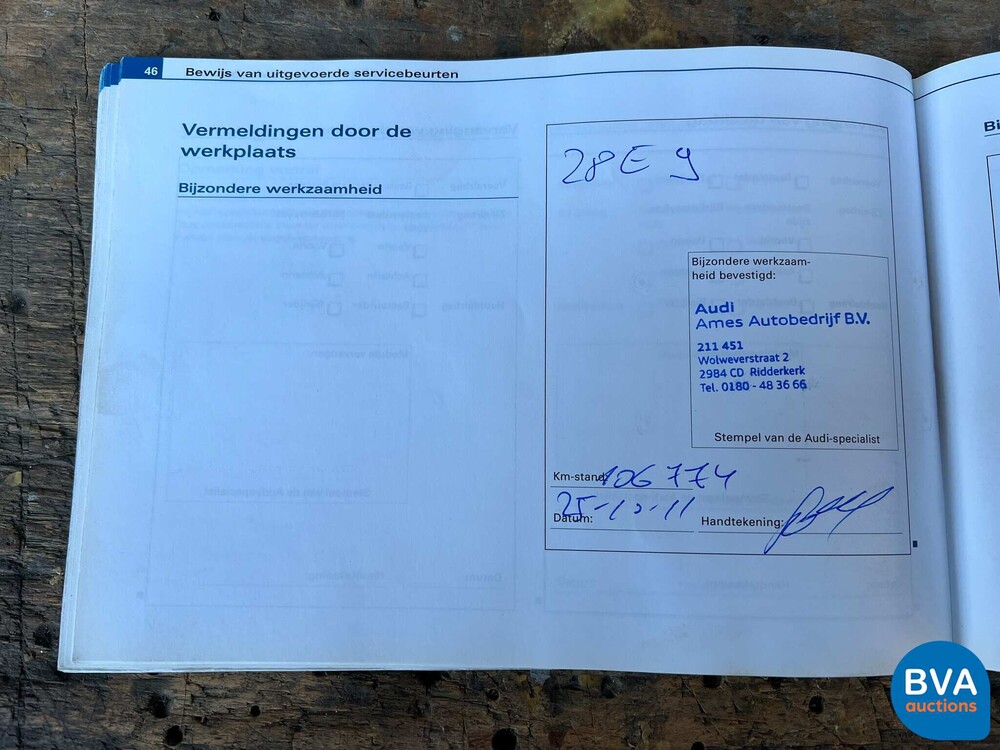 46 Bewijs van uitgevoerde servicebeurten
Vermeldingen door de
werkplaats
Bijzondere werkzaamheid
28 E 9
Bijzondere werkzaam-
heid bevestigd:
Audi
Ames Autobedrijf B.V.
211 451
Wolweverstraat 2
2984 CD Ridderkerk
Tel. 0180 - 48 36 66
Stempel van de Audi-specialist
Km-stand: 106 774
Datum: 25-10-11
Handtekening:
Bi
BVA
auctions